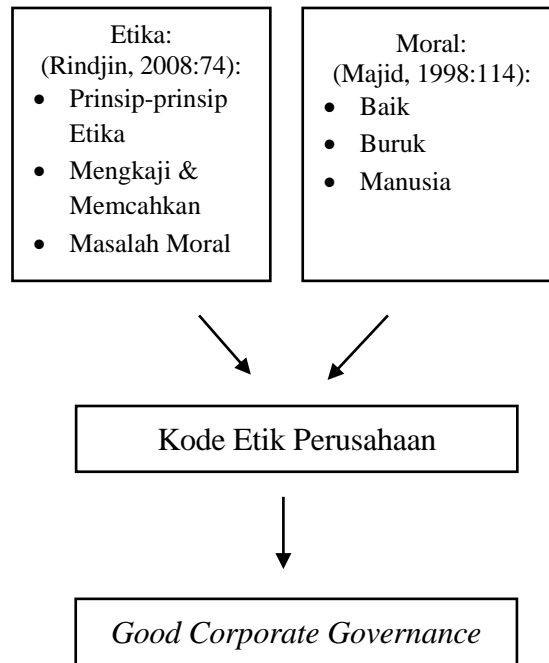 Etika:
(Rindjin, 2008:74):
• Prinsip-prinsip
Etika
• Mengkaji &
Memcahkan
• Masalah Moral
Moral:
(Majid, 1998:114):
• Baik
• Buruk
• Manusia
Kode Etik Perusahaan
Good Corporate Governance